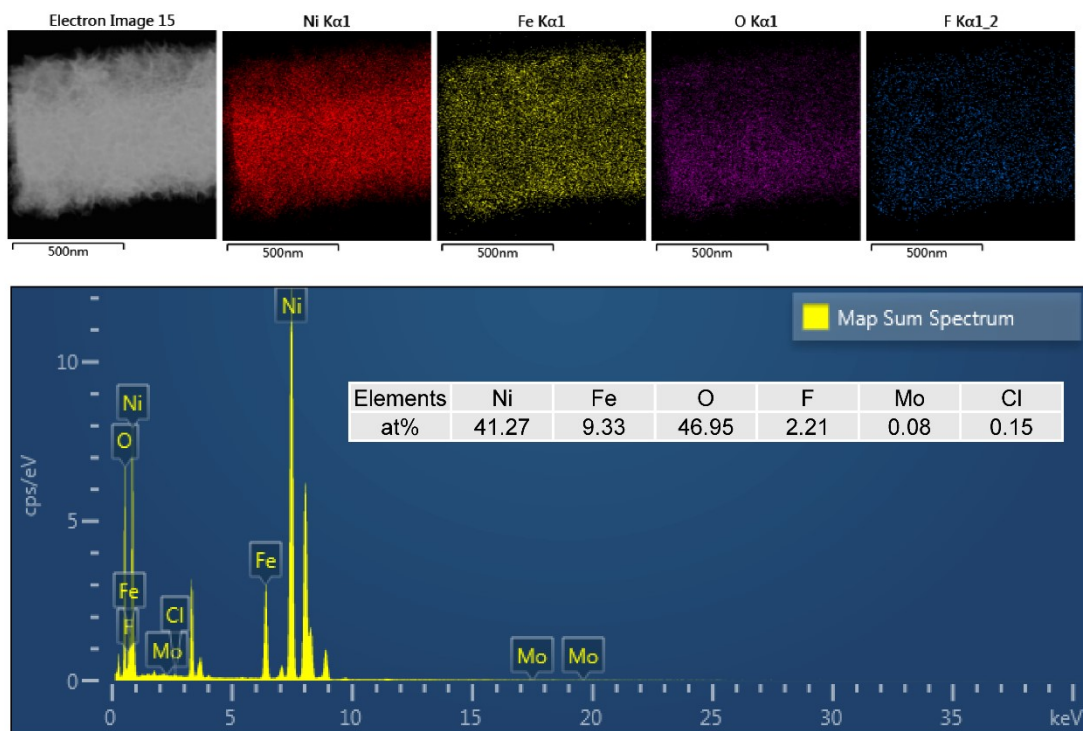 Electron Image 15 Ni Kα1 Fe Kα1 O Kα1 F Kα1_2
500nm 500nm 500nm 500nm 500nm
Map Sum Spectrum
Ni
10
Elements Ni Fe O F Mo Cl
at% 41.27 9.33 46.95 2.21 0.08 0.15
Ni
O
cps/eV
5
Fe
Fe
Cl
F
Mo
Mo Mo
0
0 5 10 15 20 25 30 35 keV